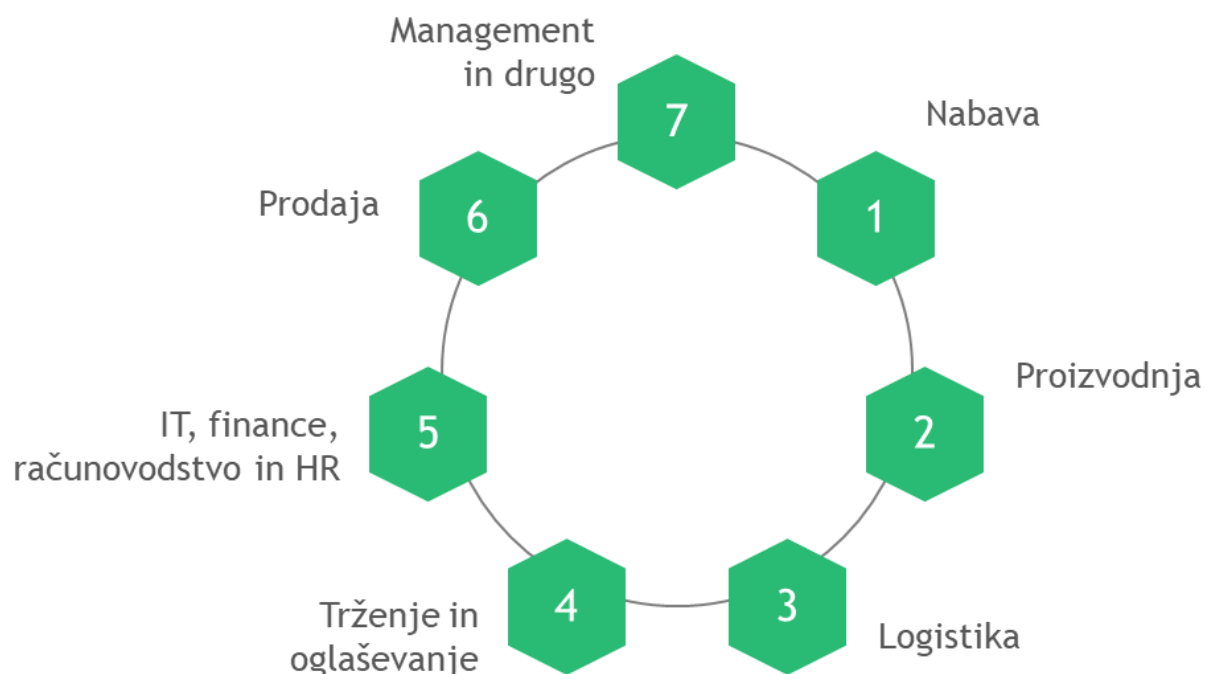 Management
in drugo
7
Nabava
1
Prodaja
6
Proizvodnja
2
IT, finance,
računovodstvo in HR
5
Trženje in
oglaševanje
4
3
Logistika